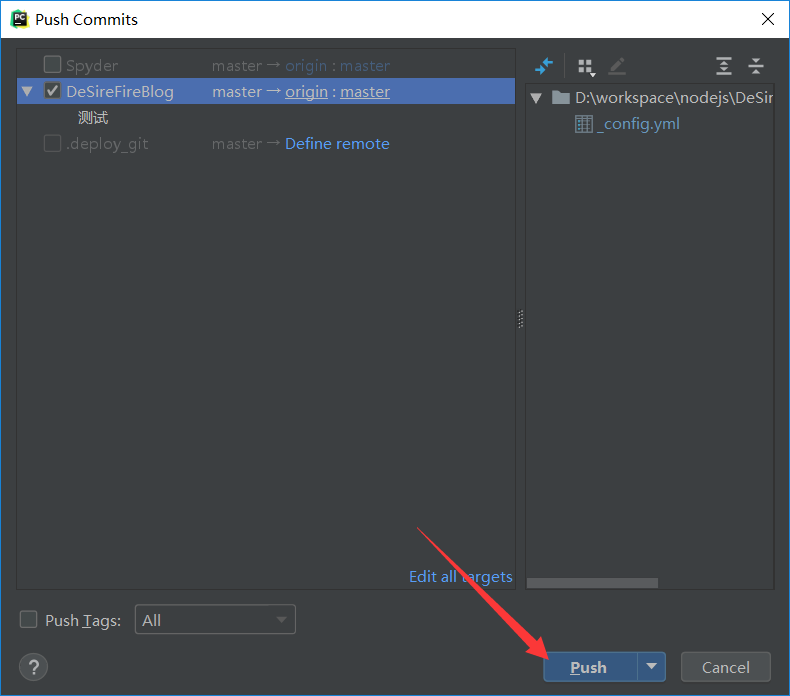 PC Push Commits
Spyder master → origin : master
DeSireFireBlog master → origin : master
测试
.deploy_git master → Define remote
D:\workspace\nodejs\DeSir
_config.yml
Edit all targets
Push Tags: All
? Push Cancel